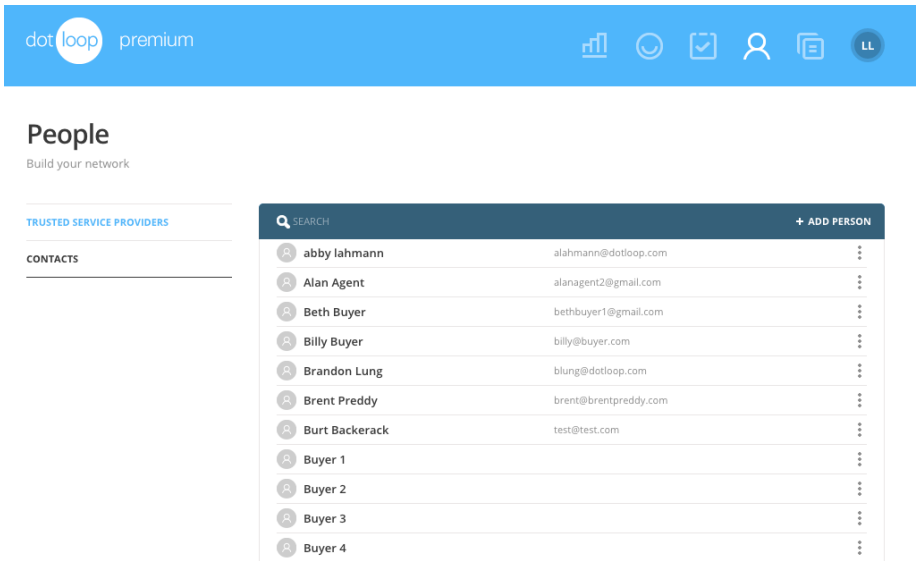 dot loop premium
LL
People
Build your network
TRUSTED SERVICE PROVIDERS
CONTACTS
SEARCH + ADD PERSON
abby lahmann alahmann@dotloop.com
Alan Agent alanagent2@gmail.com
Beth Buyer bethbuyer1@gmail.com
Billy Buyer billy@buyer.com
Brandon Lung blung@dotloop.com
Brent Preddy brent@brentpreddy.com
Burt Backerack test@test.com
Buyer 1
Buyer 2
Buyer 3
Buyer 4